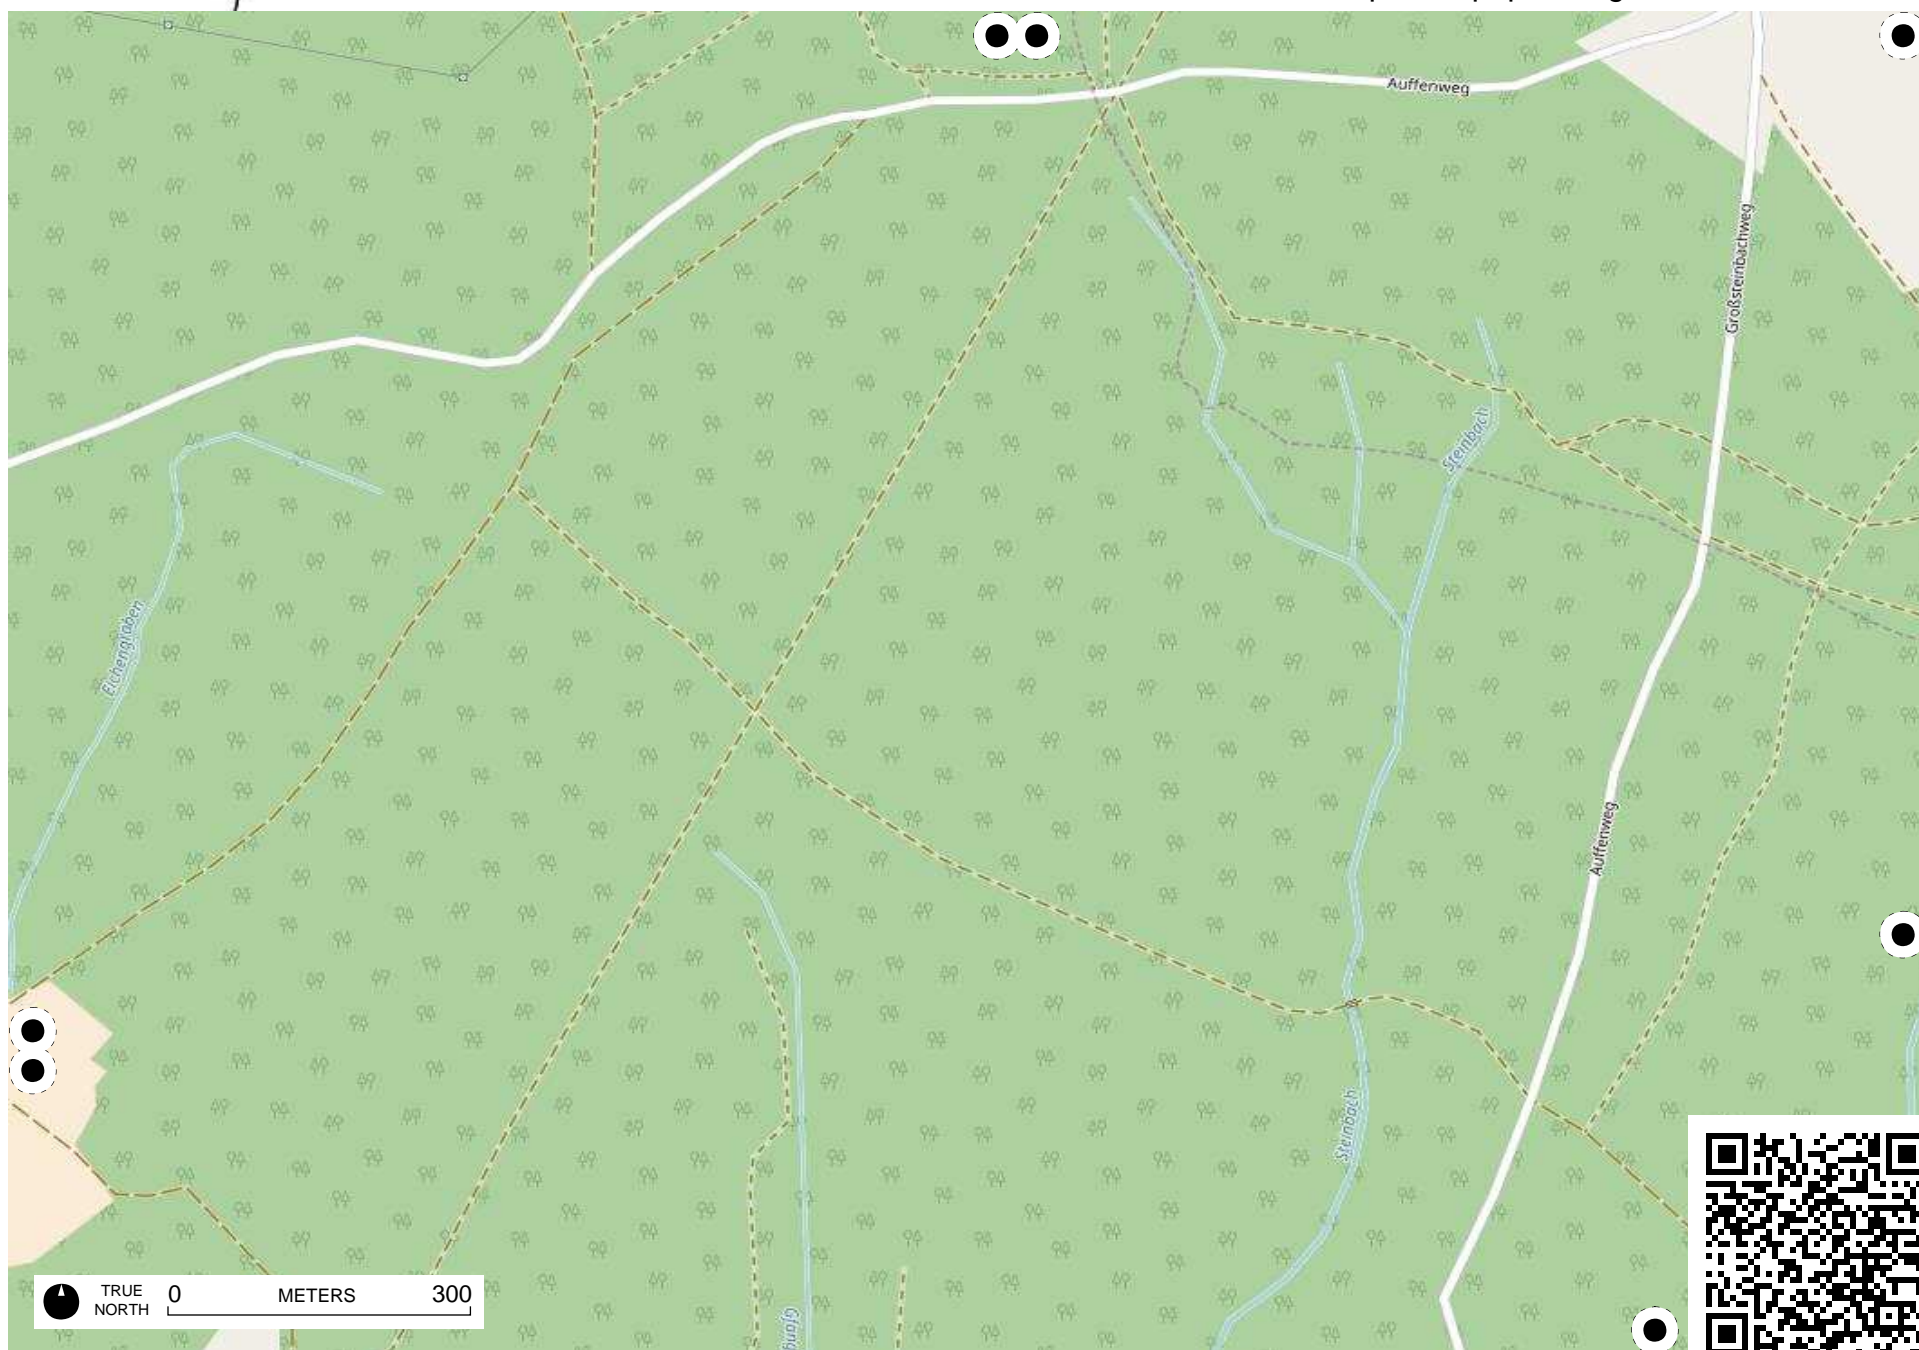 Auffenweg
Großsteinbachweg
Steinbach
Eichengraben
Auffenweg
Steinbach
TRUE
NORTH
0 METERS 300